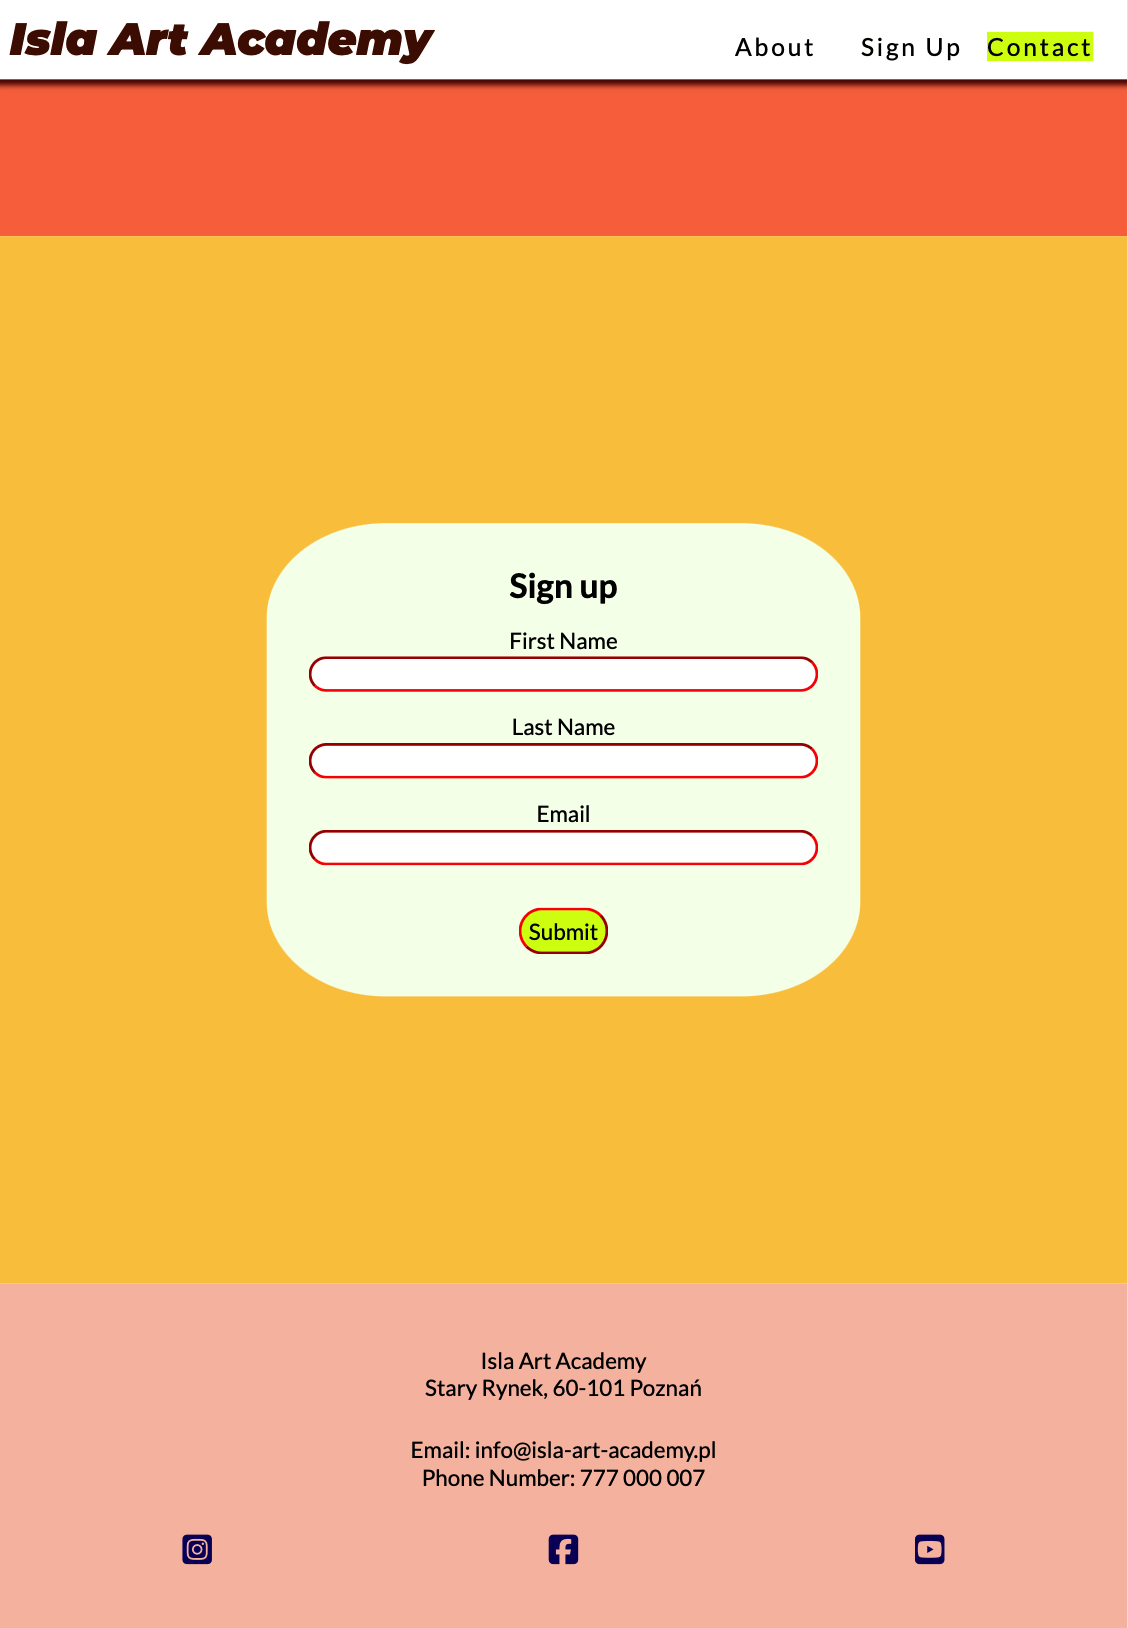 Isla Art Academy
About Sign Up Contact
Sign up
First Name
Last Name
Email
Submit
Isla Art Academy
Stary Rynek, 60-101 Poznań
Email: info@isla-art-academy.pl
Phone Number: 777 000 007